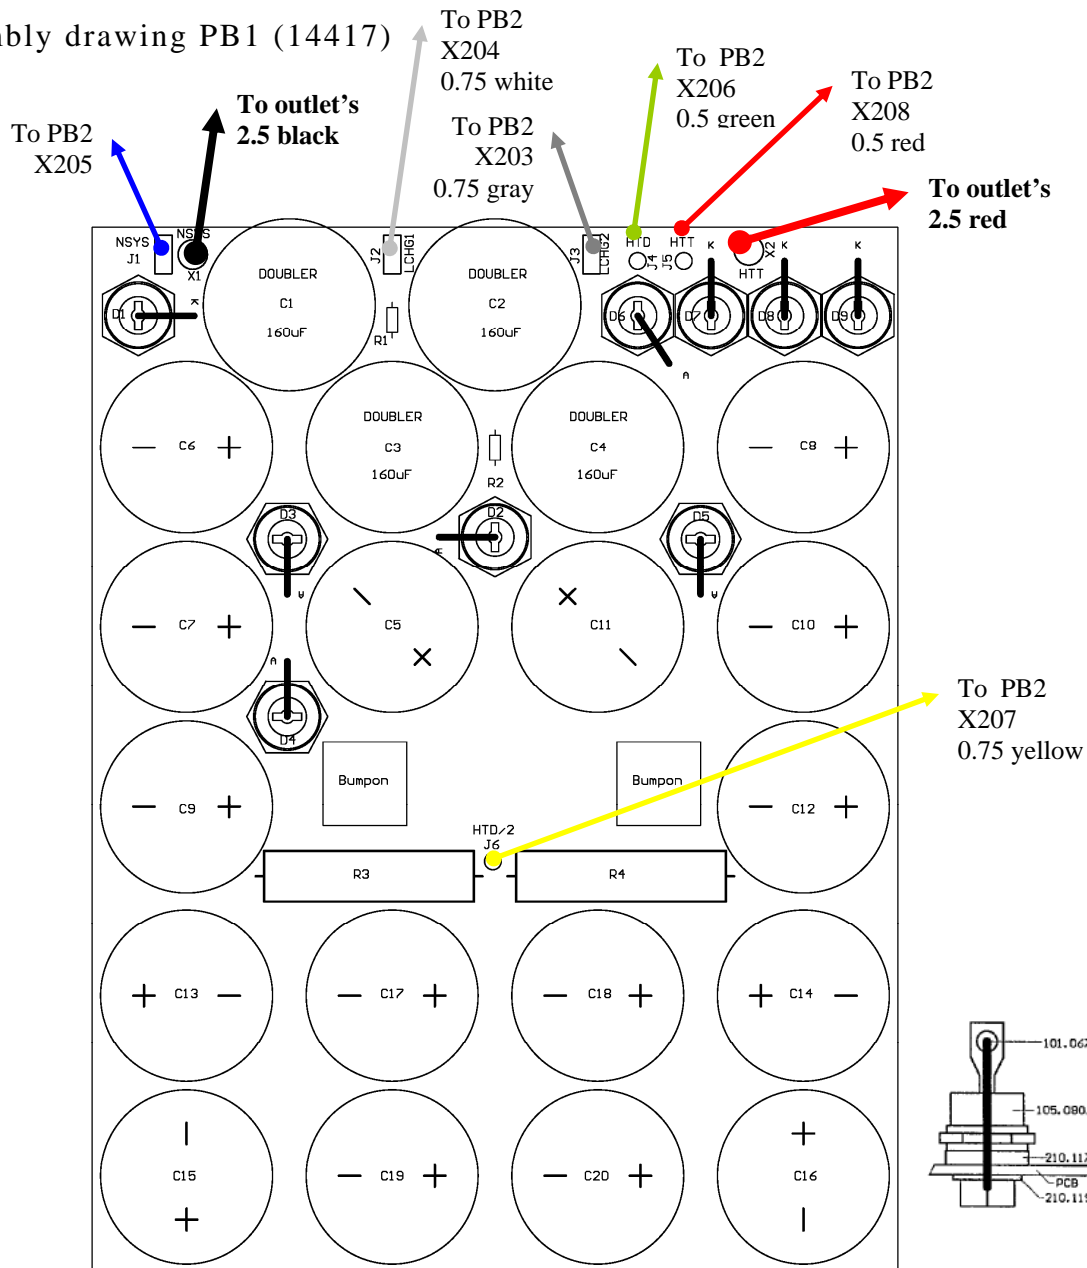 mbly drawing PB1 (14417)
To PB2
X204
0.75 white
To PB2
X206
0.5 green
To PB2
X208
0.5 red
To outlet's
2.5 black
To PB2
X205
To PB2
X203
0.75 gray
To outlet's
2.5 red
NSYS
J1
X1
J2
LCHG1
J3
LCHG2
HTD
J4
HTT
J5
K
X2
HTT
K
K
DOUBLER
C1
160uF
DOUBLER
C2
160uF
R1
D1
K
D6
D7
D8
D9
A
C6
DOUBLER
C3
160uF
DOUBLER
C4
160uF
R2
C8
D3
D2
D5
C7
C5
C11
C10
A
D4
To PB2
X207
0.75 yellow
Bumpon
Bumpon
C9
C12
HTD/2
J6
R3
R4
C13
C17
C18
C14
C15
C19
C20
C16
105.080
PCB